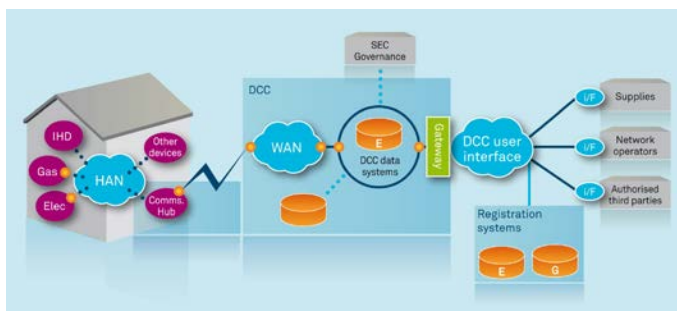 SEC
Governance
DCC
IHD
Other
devices
Gas
HAN
Elec
Comms.
Hub
WAN
E
DCC data
systems
Gateway
DCC user
interface
I/F
Supplies
I/F
Network
operators
I/F
Authorised
third parties
Registration
systems
E
G